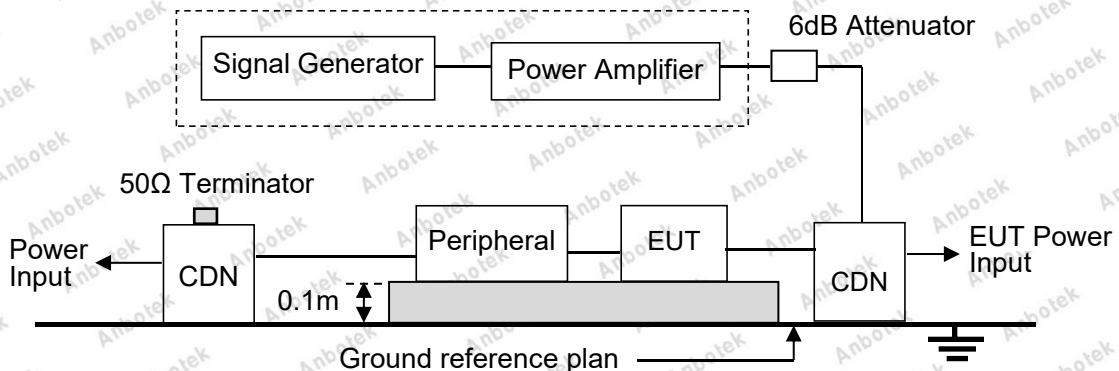 6dB Attenuator
Signal Generator
Power Amplifier
50Ω Terminator
Power
Input
CDN
Peripheral
EUT
CDN
EUT Power
Input
0.1m
Ground reference plan
Anbotek